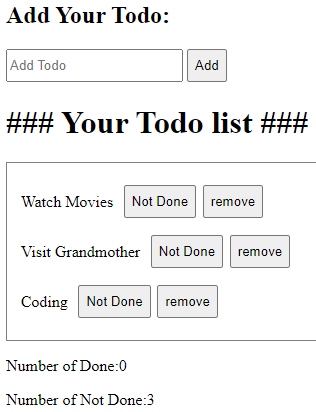 Add Your Todo:
Add Todo Add
### Your Todo list ###
Watch Movies Not Done remove
Visit Grandmother Not Done remove
Coding Not Done remove
Number of Done:0
Number of Not Done:3